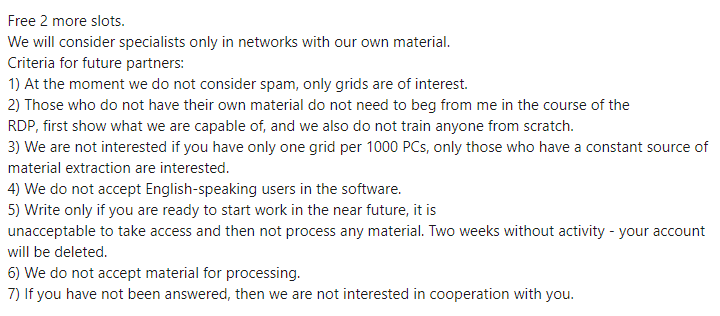 Free 2 more slots.
We will consider specialists only in networks with our own material.
Criteria for future partners:
1) At the moment we do not consider spam, only grids are of interest.
2) Those who do not have their own material do not need to beg from me in the course of the
RDP, first show what we are capable of, and we also do not train anyone from scratch.
3) We are not interested if you have only one grid per 1000 PCs, only those who have a constant source of
material extraction are interested.
4) We do not accept English-speaking users in the software.
5) Write only if you are ready to start work in the near future, it is
unacceptable to take access and then not process any material. Two weeks without activity - your account
will be deleted.
6) We do not accept material for processing.
7) If you have not been answered, then we are not interested in cooperation with you.